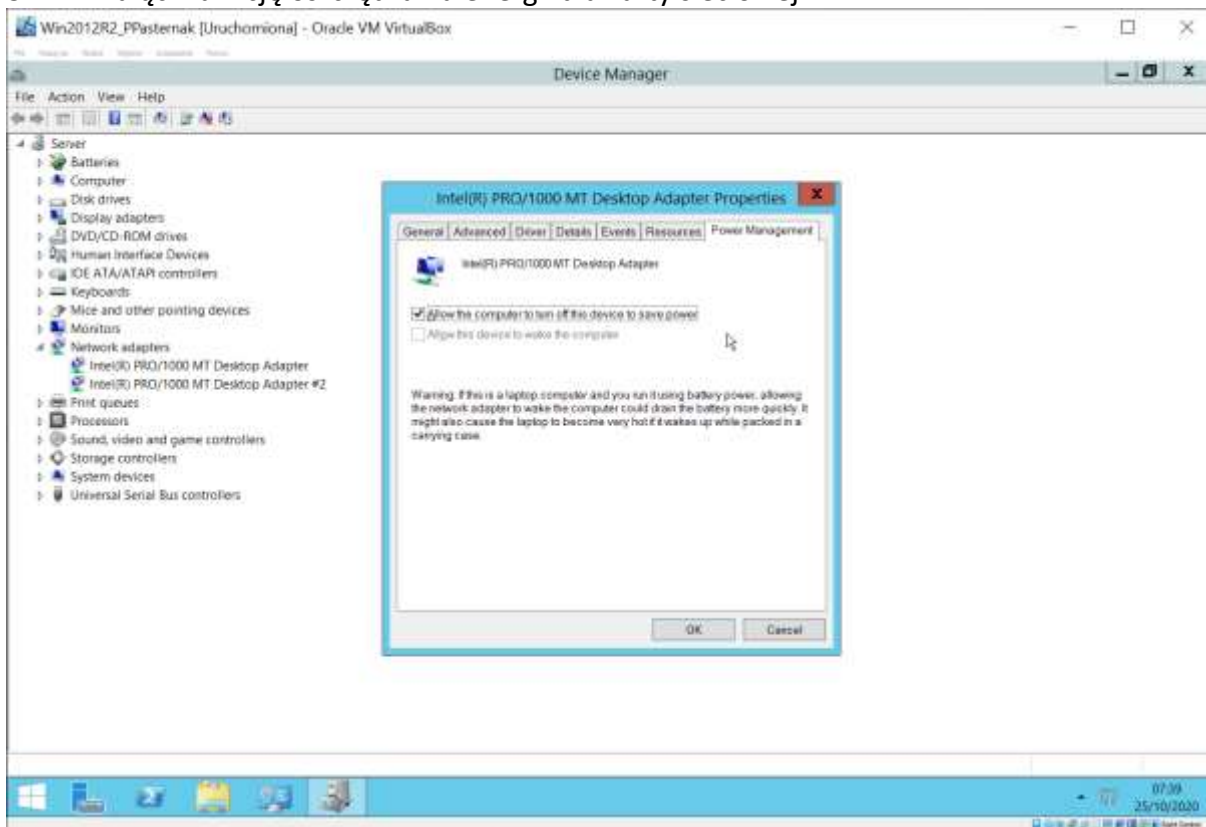 Win2012R2_PPasternak [Uruchomiona] - Oracle VM VirtualBox
Device Manager
File Action View Help
Server
Batteries
Computer
Disk drives
Display adapters
DVD/CD-ROM drives
Human Interface Devices
IDE ATA/ATAPI controllers
Keyboards
Mice and other pointing devices
Monitors
Network adapters
Intel(R) PRO/1000 MT Desktop Adapter
Intel(R) PRO/1000 MT Desktop Adapter #2
Print queues
Processors
Sound, video and game controllers
Storage controllers
System devices
Universal Serial Bus controllers
Intel(R) PRO/1000 MT Desktop Adapter Properties
General Advanced Driver Details Events Resources Power Management
Intel(R) PRO/1000 MT Desktop Adapter
Allow the computer to turn off this device to save power
Allow this device to wake the computer
Warning: If this is a laptop computer and you run it using battery power, allowing
the network adapter to wake the computer could drain the battery more quickly. It
might also cause the laptop to become very hot if it wakes up while packed in a
carrying case.
OK Cancel
07:39
25/10/2020